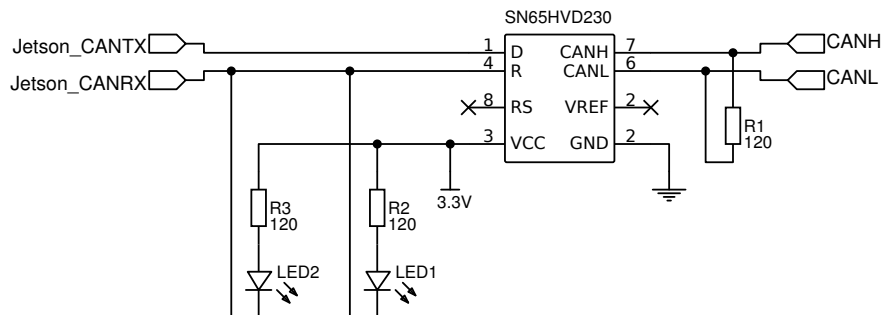 SN65HVD230
Jetson_CANTX
1
D
CANH
7
CANH
Jetson_CANRX
4
R
CANL
6
CANL
8
RS
VREF
2
R1
120
3
VCC
GND
2
3.3V
R3
120
R2
120
LED2
LED1